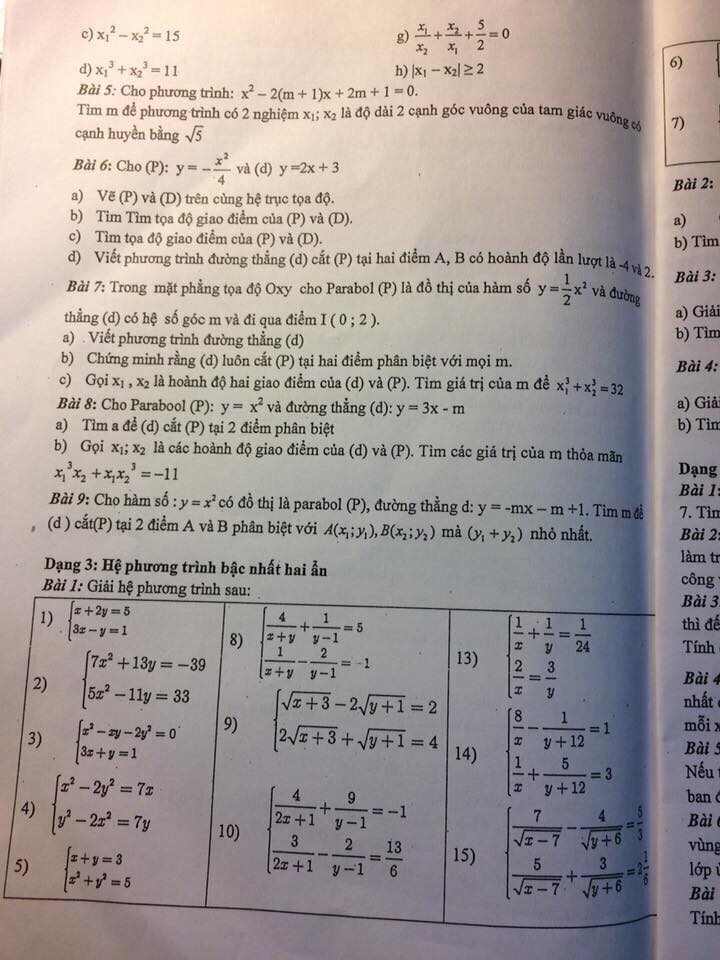 c) x₁² − x₂² = 15
g) x₁/x₂ + x₂/x₁ + 5/2 = 0
d) x₁³ + x₂³ = 11
h) |x₁ − x₂| ≥ 2
Bài 5: Cho phương trình: x² − 2(m + 1)x + 2m + 1 = 0.
Tìm m để phương trình có 2 nghiệm x₁; x₂ là độ dài 2 cạnh góc vuông của tam giác vuông có
cạnh huyền bằng √5
Bài 6: Cho (P): y = −x²/4 và (d) y =2x + 3
a) Vẽ (P) và (D) trên cùng hệ trục tọa độ.
b) Tìm Tìm tọa độ giao điểm của (P) và (D).
c) Tìm tọa độ giao điểm của (P) và (D).
d) Viết phương trình đường thẳng (d) cắt (P) tại hai điểm A, B có hoành độ lần lượt là -4 và 2.
Bài 7: Trong mặt phẳng tọa độ Oxy cho Parabol (P) là đồ thị của hàm số y = 1/2 x² và đường
thẳng (d) có hệ số góc m và đi qua điểm I ( 0 ; 2 ).
a) Viết phương trình đường thẳng (d)
b) Chứng minh rằng (d) luôn cắt (P) tại hai điểm phân biệt với mọi m.
c) Gọi x₁ , x₂ là hoành độ hai giao điểm của (d) và (P). Tìm giá trị của m để x₁³ + x₂³ = 32
Bài 8: Cho Parabool (P): y = x² và đường thẳng (d): y = 3x - m
a) Tìm a để (d) cắt (P) tại 2 điểm phân biệt
b) Gọi x₁; x₂ là các hoành độ giao điểm của (d) và (P). Tìm các giá trị của m thỏa mãn
x₁³x₂ + x₁x₂³ = −11
Bài 9: Cho hàm số : y = x² có đồ thị là parabol (P), đường thẳng d: y = -mx – m +1. Tìm m để
(d ) cắt(P) tại 2 điểm A và B phân biệt với A(x₁; y₁), B(x₂; y₂) mà (y₁ + y₂) nhỏ nhất.
Dạng 3: Hệ phương trình bậc nhất hai ẩn
Bài 1: Giải hệ phương trình sau:
1) { x + 2y = 5
3x − y = 1
2) { 7x² + 13y = −39
5x² − 11y = 33
3) { x² − xy − 2y² = 0
3x + y = 1
4) { x² − 2y² = 7x
y² − 2x² = 7y
5) { x + y = 3
x² + y² = 5
8) { 4/(x+y) + 1/(y−1) = 5
1/(x+y) − 2/(y−1) = −1
9) { √(x+3) − 2√(y+1) = 2
2√(x+3) + √(y+1) = 4
10) { 4/(2x+1) + 9/(y−1) = −1
3/(2x+1) − 2/(y−1) = 13/6
13) { 1/x + 1/y = 1/24
2/x = 3/y
14) { 8/x − 1/(y+12) = 1
1/x + 5/(y+12) = 3
15) { 7/√(x−7) − 4/√(y+6) = 5/3
5/√(x−7) + 3/√(y+6) = 2 1/6
6)
7)
Bài 2:
a)
b) Tìm
Bài 3:
a) Giải
b) Tìm
Bài 4:
a) Giải
b) Tìm
Dạng
Bài 1:
7. Tìm
Bài 2:
làm tr
công
Bài 3
thì đế
Tính
Bài 4
nhất
mỗi x
Bài 5
Nếu
ban đ
Bài
vùng
lớp
Bài
Tính